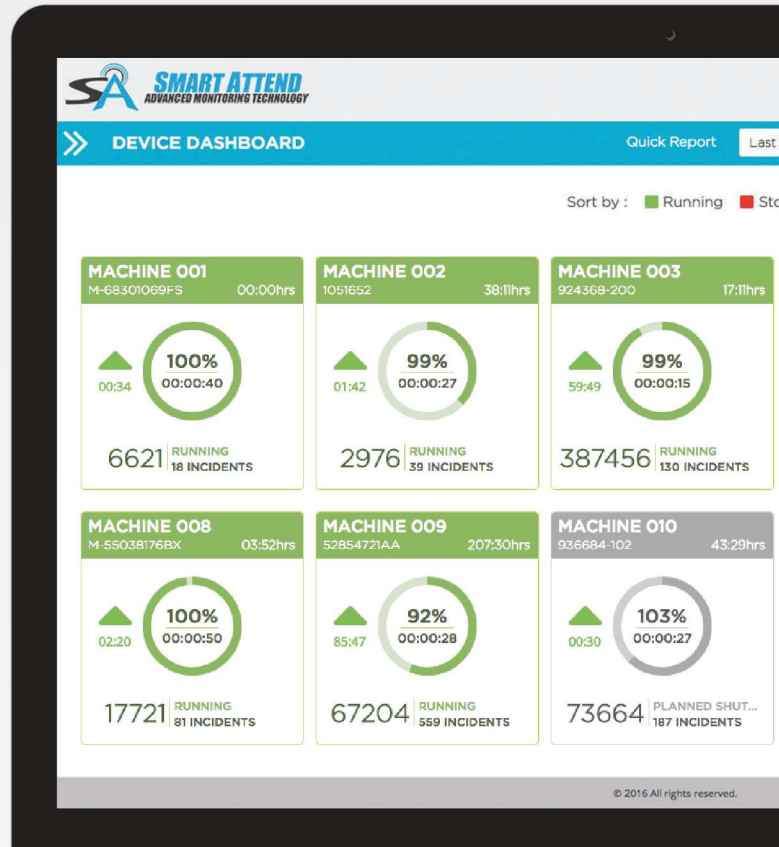 SA SMART ATTEND
ADVANCED MONITORING TECHNOLOGY
DEVICE DASHBOARD
Quick Report
Last
Sort by :
Running
MACHINE 001
M-68301069FS
00:00hrs
100%
00:00:40
00:34
6621
RUNNING
18 INCIDENTS
MACHINE 002
1051652
38:11hrs
99%
00:00:27
01:42
2976
RUNNING
39 INCIDENTS
MACHINE 003
924368-200
17:11hrs
99%
00:00:15
59:49
387456
RUNNING
130 INCIDENTS
MACHINE 008
M-55038176BX
03:52hrs
100%
00:00:50
02:20
17721
RUNNING
81 INCIDENTS
MACHINE 009
52854721AA
207:30hrs
92%
00:00:28
85:47
67204
RUNNING
559 INCIDENTS
MACHINE 010
936684-102
43:29hrs
103%
00:00:27
00:30
73664
PLANNED SHUT...
187 INCIDENTS
© 2016 All rights reserved.